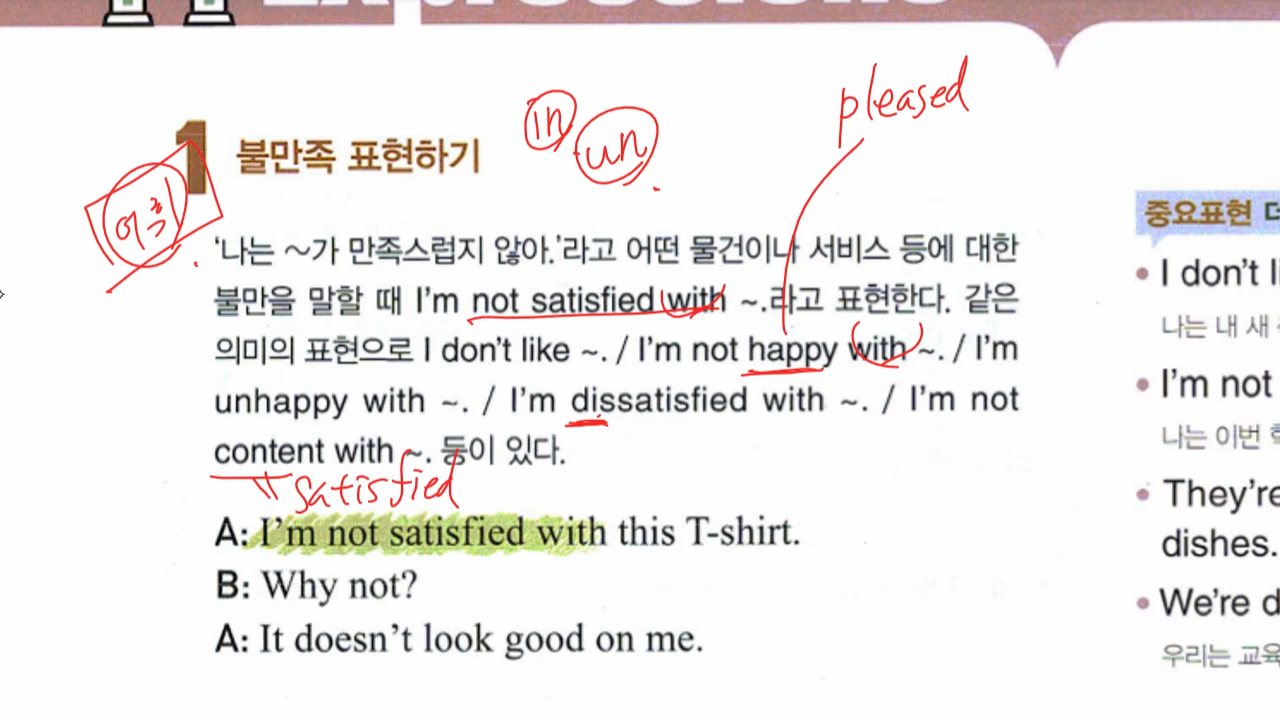 Expressions
pleased
in
un
1 불만족 표현하기
어휘
'나는 ~가 만족스럽지 않아.'라고 어떤 물건이나 서비스 등에 대한
불만을 말할 때 I'm not satisfied with ~.라고 표현한다. 같은
의미의 표현으로 I don't like ~. / I'm not happy with ~. / I'm
unhappy with ~. / I'm dissatisfied with ~. / I'm not
content with ~. 등이 있다.
satisfied
A: I'm not satisfied with this T-shirt.
B: Why not?
A: It doesn't look good on me.
중요표현 더
• I don't li
나는 내 새
• I'm not
나는 이번 학
• They're
dishes.
• We're d
우리는 교육